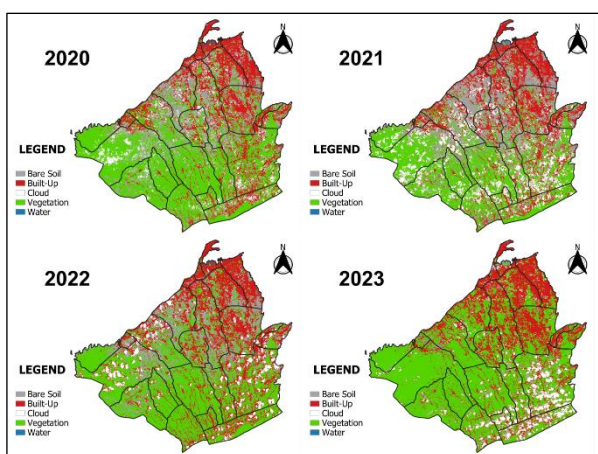 N
2020
LEGEND
Bare Soil
Built-Up
Cloud
Vegetation
Water
N
2021
LEGEND
Bare Soil
Built-Up
Cloud
Vegetation
Water
N
2022
LEGEND
Bare Soil
Built-Up
Cloud
Vegetation
Water
N
2023
LEGEND
Bare Soil
Built-Up
Cloud
Vegetation
Water